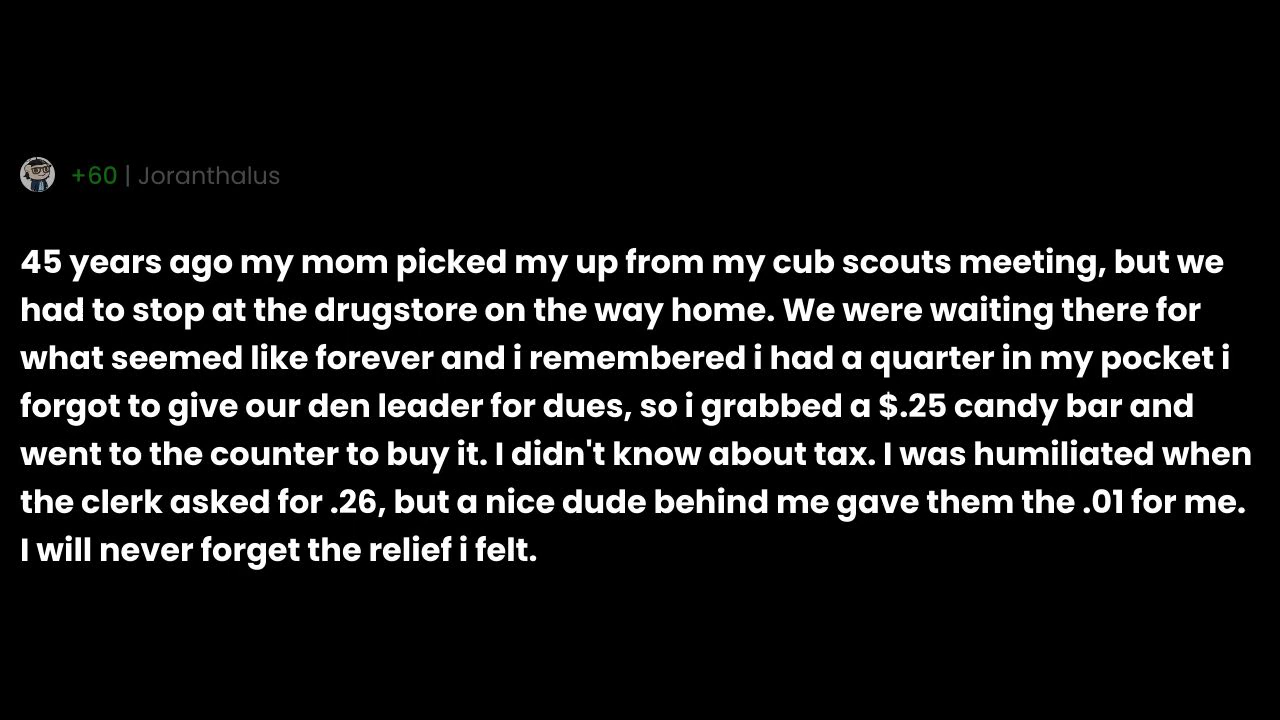 +60 | Joranthalus
45 years ago my mom picked my up from my cub scouts meeting, but we
had to stop at the drugstore on the way home. We were waiting there for
what seemed like forever and i remembered i had a quarter in my pocket i
forgot to give our den leader for dues, so i grabbed a $.25 candy bar and
went to the counter to buy it. I didn't know about tax. I was humiliated when
the clerk asked for .26, but a nice dude behind me gave them the .01 for me.
I will never forget the relief i felt.